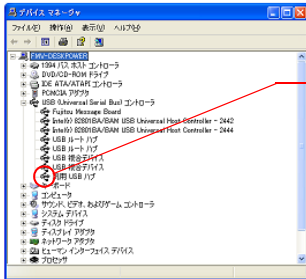 デバイス マネージャ
ファイル(F) 操作(A) 表示(V) ヘルプ(H)
FMV-DESKPOWER
1394 バス ホスト コントローラ
DVD/CD-ROM ドライブ
IDE ATA/ATAPI コントローラ
PCMCIA アダプタ
USB (Universal Serial Bus) コントローラ
Fujitsu Message Board
Intel(r) 82801BA/BAM USB Universal Host Controller - 2442
Intel(r) 82801BA/BAM USB Universal Host Controller - 2444
USB ルート ハブ
USB ルート ハブ
USB 複合デバイス
USB 複合デバイス
汎用 USB ハブ
キーボード
コンピュータ
サウンド、ビデオ、およびゲーム コントローラ
システム デバイス
ディスク ドライブ
ディスプレイ アダプタ
ネットワーク アダプタ
ヒューマン インターフェイス デバイス
プロセッサ